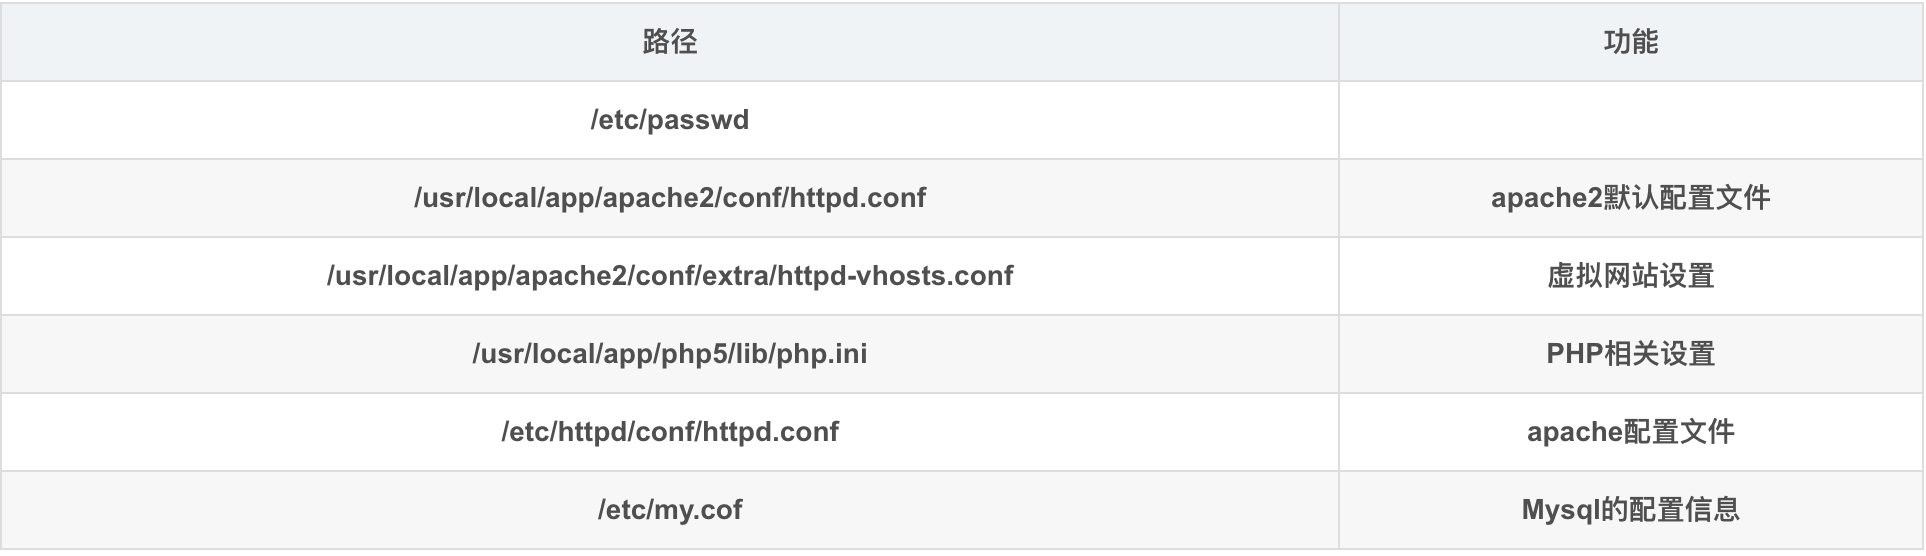 路径 功能
/etc/passwd
/usr/local/app/apache2/conf/httpd.conf apache2默认配置文件
/usr/local/app/apache2/conf/extra/httpd-vhosts.conf 虚拟网站设置
/usr/local/app/php5/lib/php.ini PHP相关设置
/etc/httpd/conf/httpd.conf apache配置文件
/etc/my.cof Mysql的配置信息